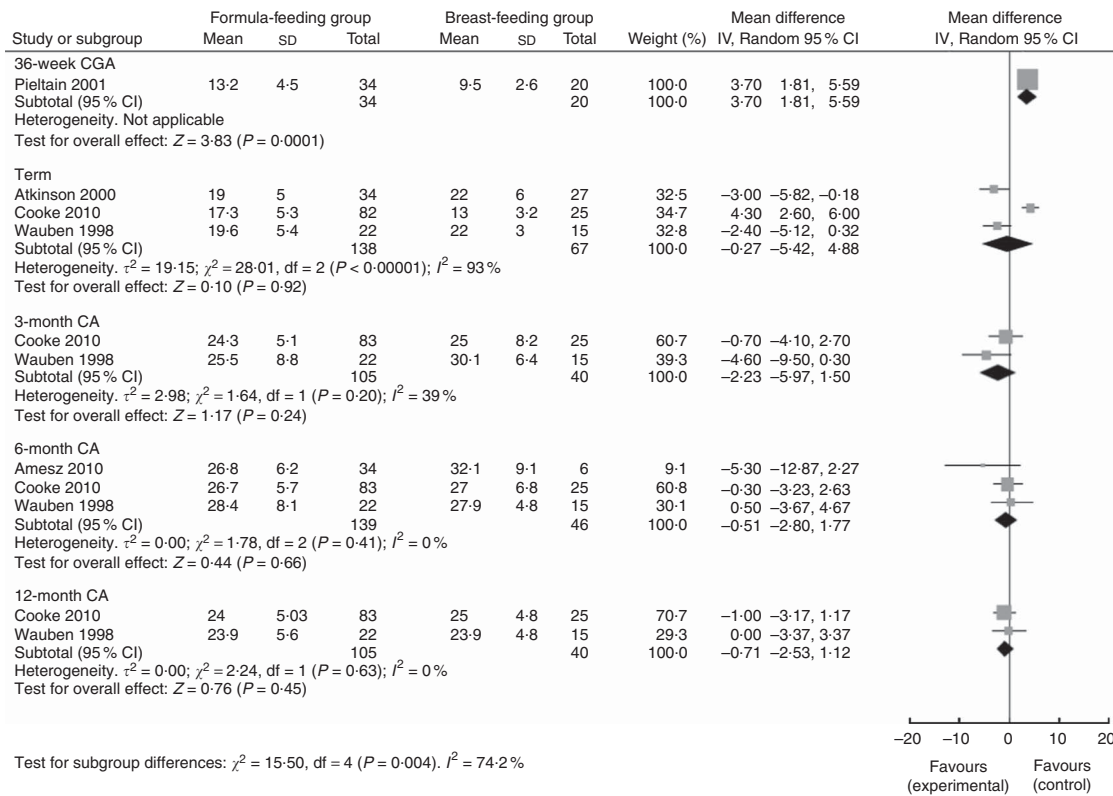 Formula-feeding group Breast-feeding group Mean difference Mean difference
Study or subgroup Mean SD Total Mean SD Total Weight (%) IV, Random 95 % CI IV, Random 95 % CI
36-week CGA
Pieltain 2001 13·2 4·5 34 9·5 2·6 20 100·0 3·70 1·81, 5·59
Subtotal (95 % CI) 34 20 100·0 3·70 1·81, 5·59
Heterogeneity. Not applicable
Test for overall effect: Z = 3·83 (P = 0·0001)
Term
Atkinson 2000 19 5 34 22 6 27 32·5 −3·00 −5·82, −0·18
Cooke 2010 17·3 5·3 82 13 3·2 25 34·7 4·30 2·60, 6·00
Wauben 1998 19·6 5·4 22 22 3 15 32·8 −2·40 −5·12, 0·32
Subtotal (95 % CI) 138 67 100·0 −0·27 −5·42, 4·88
Heterogeneity. τ² = 19·15; χ² = 28·01, df = 2 (P < 0·00001); I² = 93 %
Test for overall effect: Z = 0·10 (P = 0·92)
3-month CA
Cooke 2010 24·3 5·1 83 25 8·2 25 60·7 −0·70 −4·10, 2·70
Wauben 1998 25·5 8·8 22 30·1 6·4 15 39·3 −4·60 −9·50, 0·30
Subtotal (95 % CI) 105 40 100·0 −2·23 −5·97, 1·50
Heterogeneity. τ² = 2·98; χ² = 1·64, df = 1 (P = 0·20); I² = 39 %
Test for overall effect: Z = 1·17 (P = 0·24)
6-month CA
Amesz 2010 26·8 6·2 34 32·1 9·1 6 9·1 −5·30 −12·87, 2·27
Cooke 2010 26·7 5·7 83 27 6·8 25 60·8 −0·30 −3·23, 2·63
Wauben 1998 28·4 8·1 22 27·9 4·8 15 30·1 0·50 −3·67, 4·67
Subtotal (95 % CI) 139 46 100·0 −0·51 −2·80, 1·77
Heterogeneity. τ² = 0·00; χ² = 1·78, df = 2 (P = 0·41); I² = 0 %
Test for overall effect: Z = 0·44 (P = 0·66)
12-month CA
Cooke 2010 24 5·03 83 25 4·8 25 70·7 −1·00 −3·17, 1·17
Wauben 1998 23·9 5·6 22 23·9 4·8 15 29·3 0·00 −3·37, 3·37
Subtotal (95 % CI) 105 40 100·0 −0·71 −2·53, 1·12
Heterogeneity. τ² = 0·00; χ² = 2·24, df = 1 (P = 0·63); I² = 0 %
Test for overall effect: Z = 0·76 (P = 0·45)
−20 −10 0 10 20
Test for subgroup differences: χ² = 15·50, df = 4 (P = 0·004). I² = 74·2 %
Favours Favours
(experimental) (control)